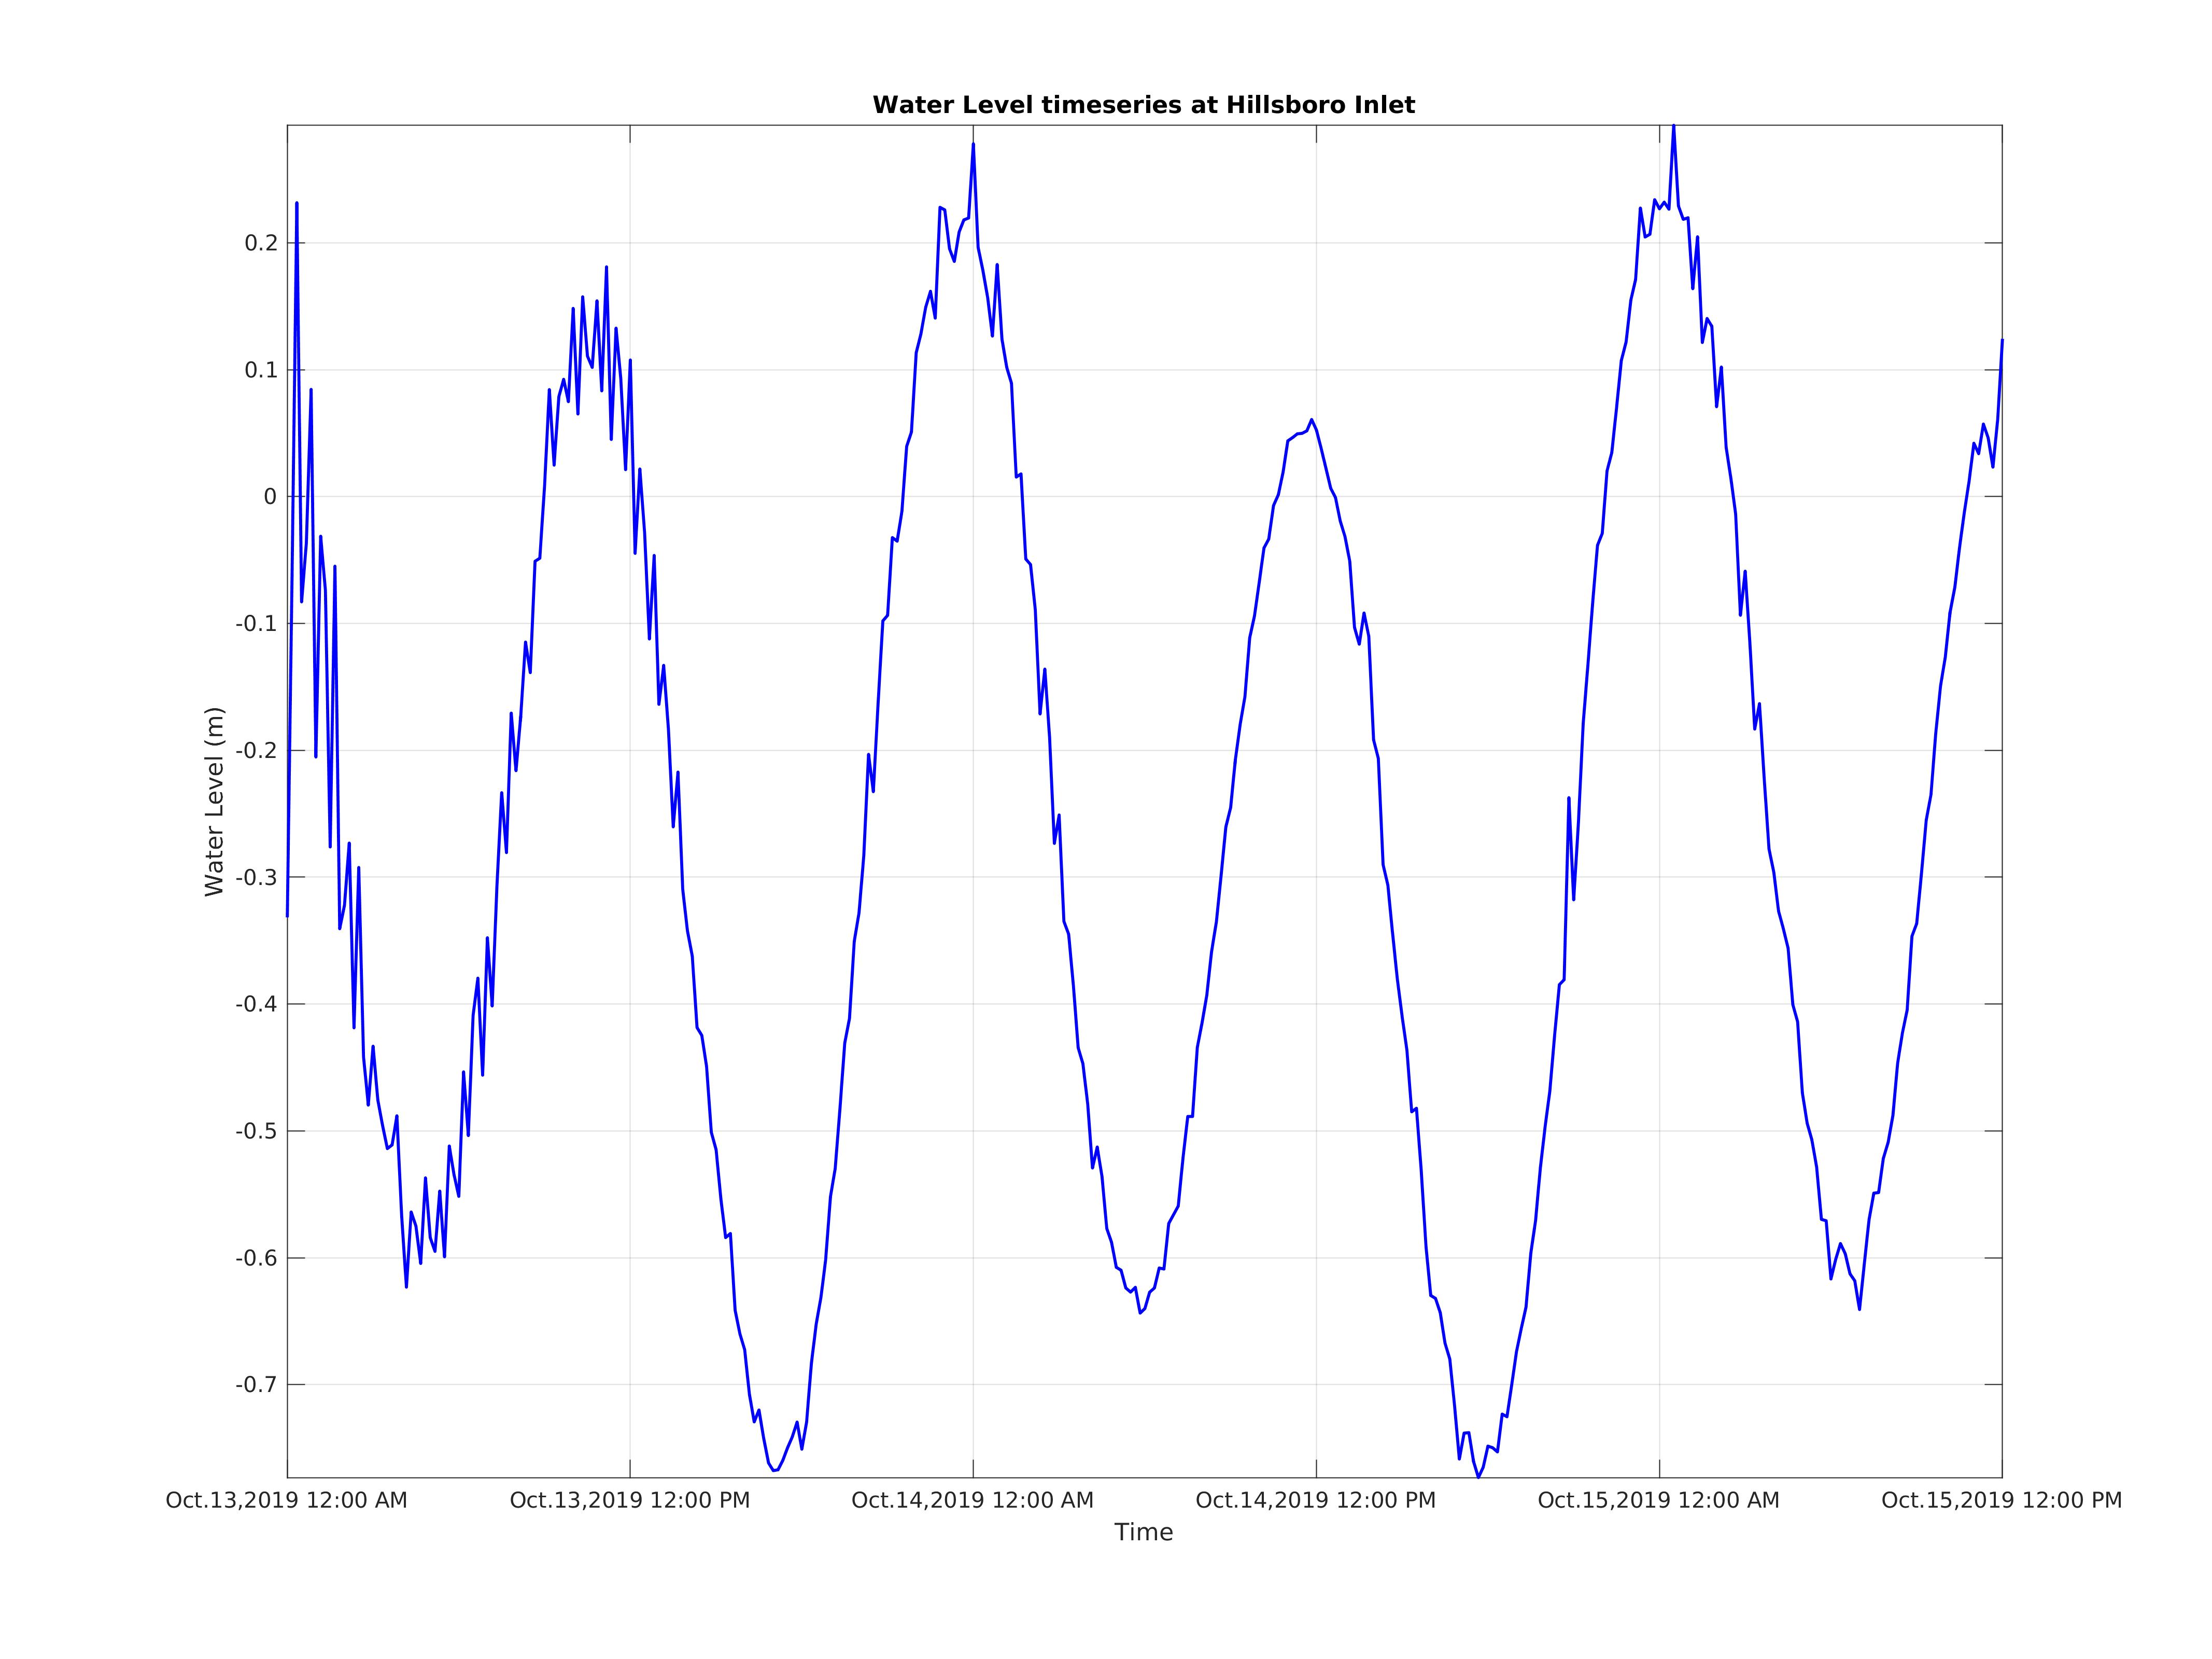 Water Level timeseries at Hillsboro Inlet
0.2
0.1
0
-0.1
-0.2
-0.3
-0.4
-0.5
-0.6
-0.7
Water Level (m)
Oct.13,2019 12:00 AM
Oct.13,2019 12:00 PM
Oct.14,2019 12:00 AM
Oct.14,2019 12:00 PM
Oct.15,2019 12:00 AM
Oct.15,2019 12:00 PM
Time